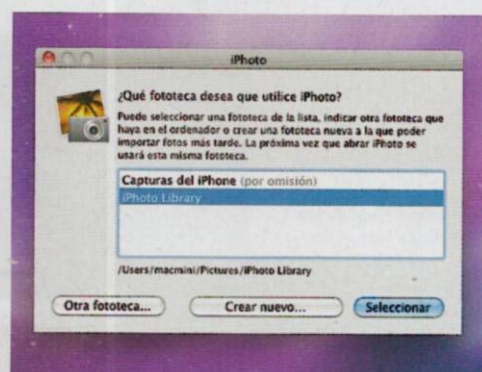 iPhoto
¿Qué fototeca desea que utilice iPhoto?
Puede seleccionar una fototeca de la lista, indicar otra fototeca que
haya en el ordenador o crear una fototeca nueva a la que poder
importar fotos más tarde. La próxima vez que abrar iPhoto se
usará esta misma fototeca.
Capturas del iPhone (por omisión)
iPhoto Library
/Users/macmini/Pictures/iPhoto Library
Otra fototeca... Crear nuevo... Seleccionar